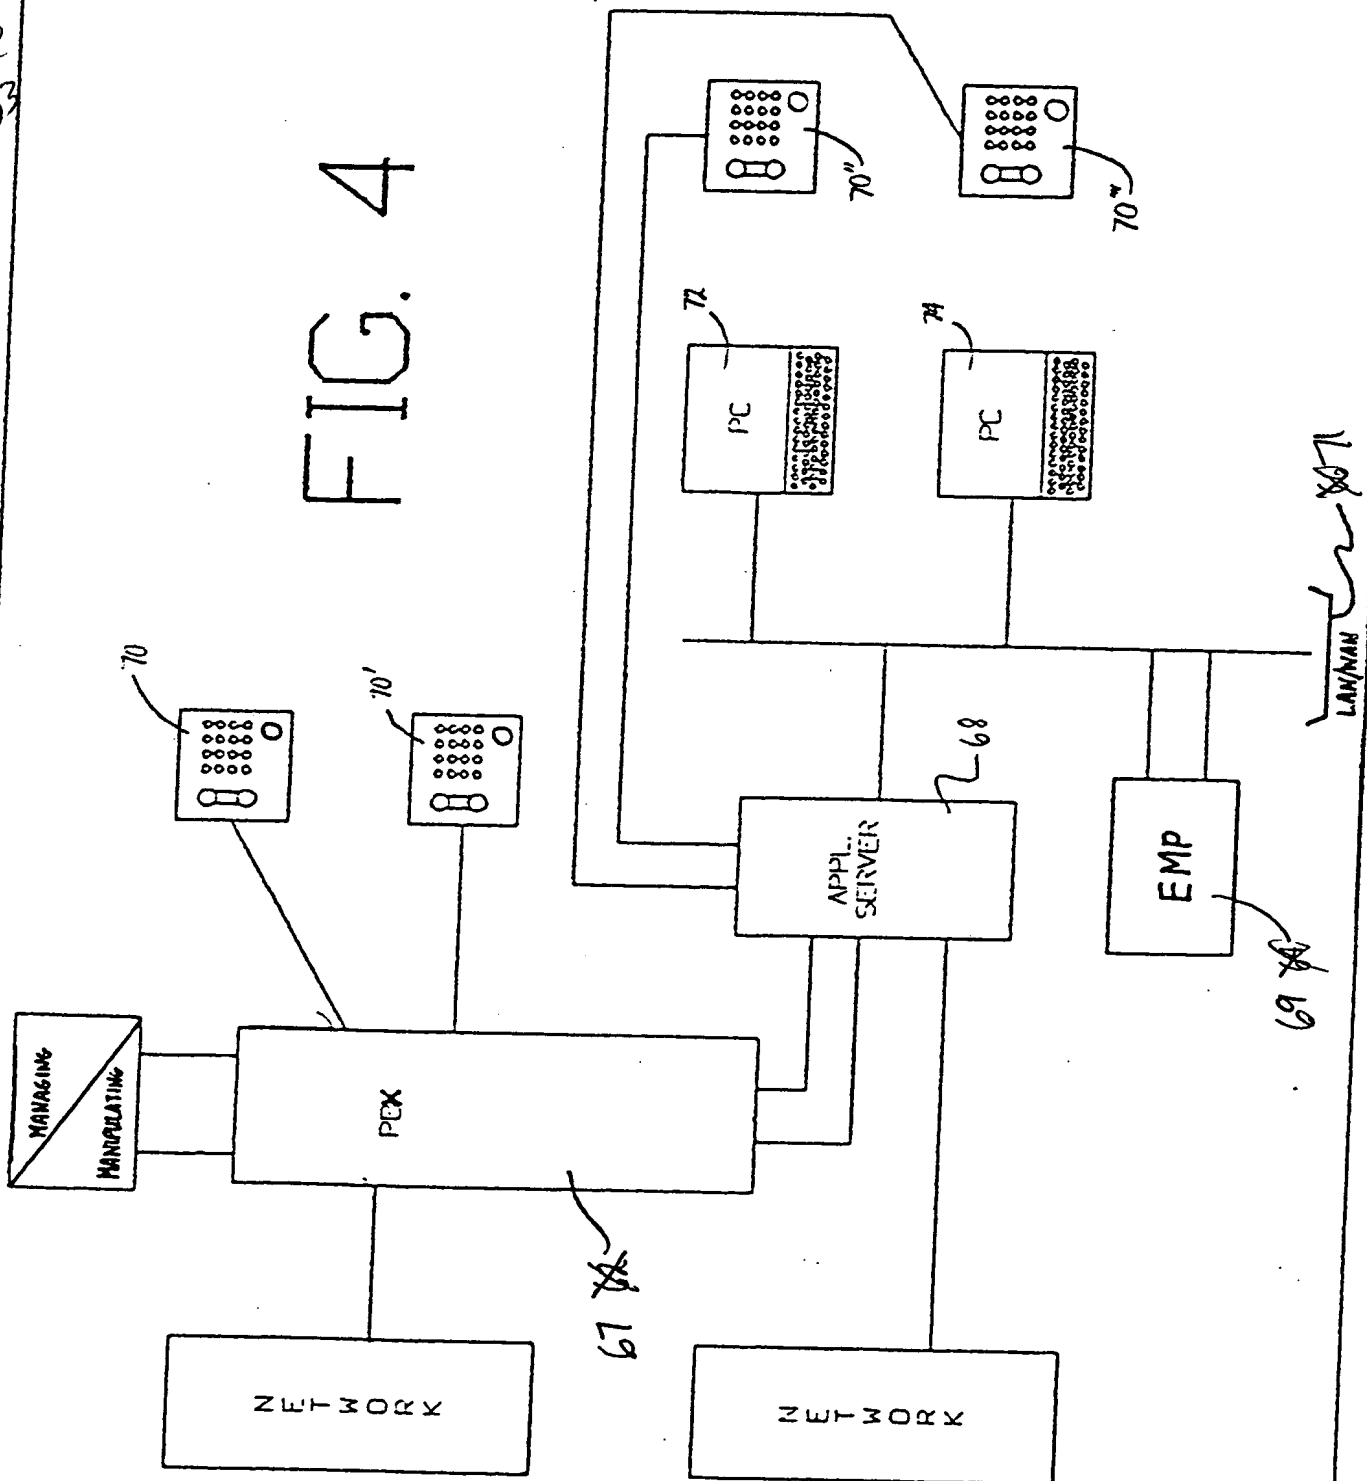 FIG. 4
MANAGING
MANIPULATING
70
70'
PBX
67
NETWORK
NETWORK
APPL.
SERVER
68
70"
70"'
PC
72
PC
74
EMP
69
LAN/WAN
71